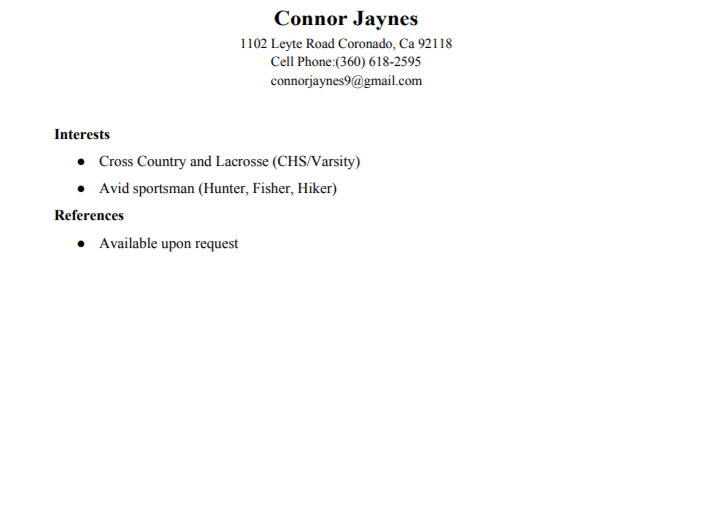 Connor Jaynes
1102 Leyte Road Coronado, Ca 92118
Cell Phone:(360) 618-2595
connorjaynes9@gmail.com
Interests
● Cross Country and Lacrosse (CHS/Varsity)
● Avid sportsman (Hunter, Fisher, Hiker)
References
● Available upon request